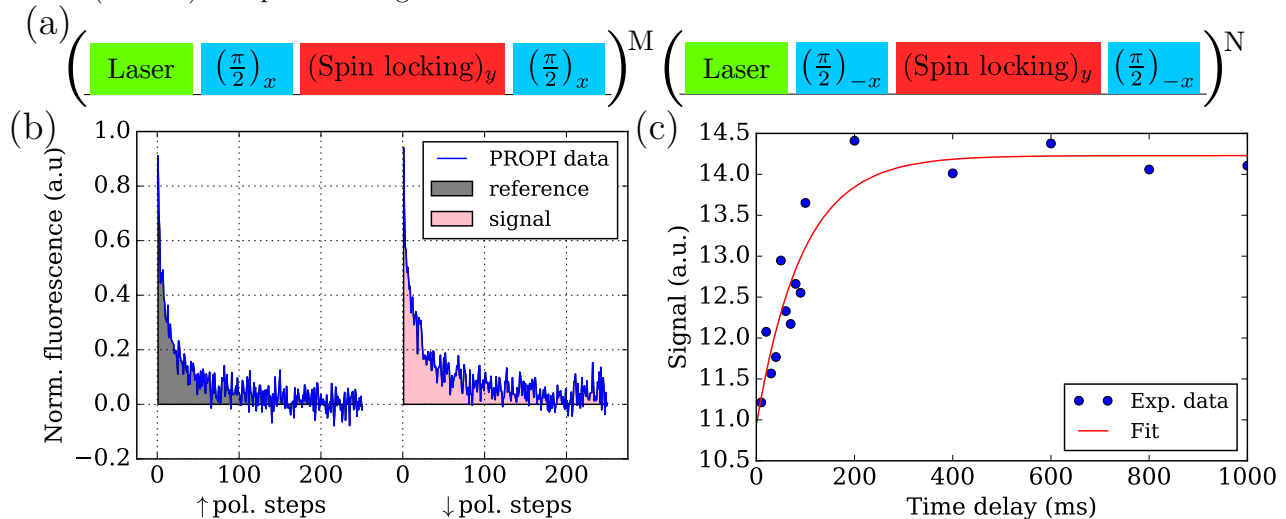 (a)
( Laser (π/2)x (Spin locking)y (π/2)x )M ( Laser (π/2)−x (Spin locking)y (π/2)−x )N
(b)
Norm. fluorescence (a.u)
1.0
0.8
0.6
0.4
0.2
0.0
−0.2
PROPI data
reference
signal
0 100 200 0 100 200
↑pol. steps ↓pol. steps
(c)
Signal (a.u.)
14.5
14.0
13.5
13.0
12.5
12.0
11.5
11.0
10.5
Exp. data
Fit
0 200 400 600 800 1000
Time delay (ms)